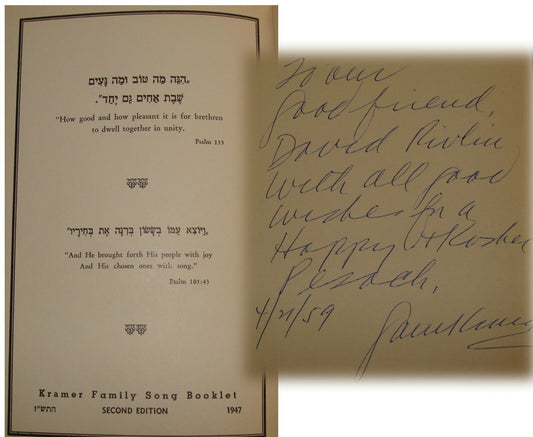 „הִנֵּה מַה טּוֹב וּמַה נָּעִים
שֶׁבֶת אַחִים גַּם יָחַד".
"How good and how pleasant it is for brethren
to dwell together in unity.
Psalm 133
„וַיּוֹצֵא עַמּוֹ בְשָׂשׂוֹן בְּרִנָּה אֶת בְּחִירָיו"
"And He brought forth His people with joy
And His chosen ones with song."
Psalm 105:43
Kramer Family Song Booklet
התש"ז SECOND EDITION 1947
To our
good friend,
David Rivlin
With all good
wishes for a
Happy & Kosher
Pesach,
4/21/59